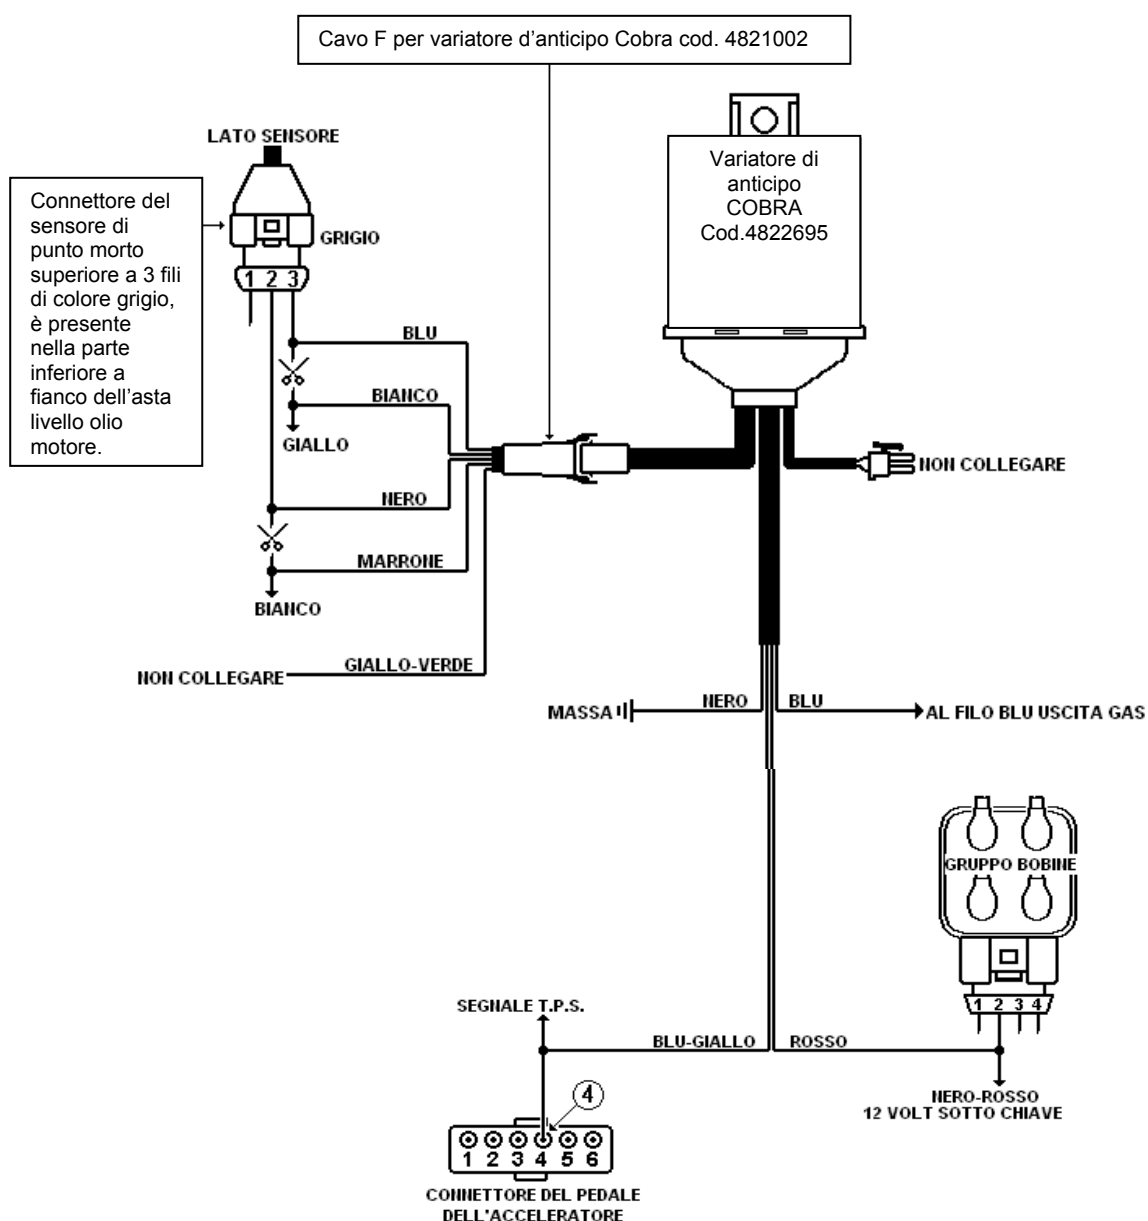 Cavo F per variatore d'anticipo Cobra cod. 4821002
LATO SENSORE
Connettore del
sensore di
punto morto
superiore a 3 fili
di colore grigio,
è presente
nella parte
inferiore a
fianco dell'asta
livello olio
motore.
GRIGIO
1 2 3
Variatore di
anticipo
COBRA
Cod.4822695
BLU
BIANCO
GIALLO
NERO
MARRONE
BIANCO
GIALLO-VERDE
NON COLLEGARE
NON COLLEGARE
MASSA
NERO
BLU
AL FILO BLU USCITA GAS
GRUPPO BOBINE
1 2 3 4
SEGNALE T.P.S.
BLU-GIALLO
ROSSO
NERO-ROSSO
12 VOLT SOTTO CHIAVE
4
1 2 3 4 5 6
CONNETTORE DEL PEDALE
DELL'ACCELERATORE